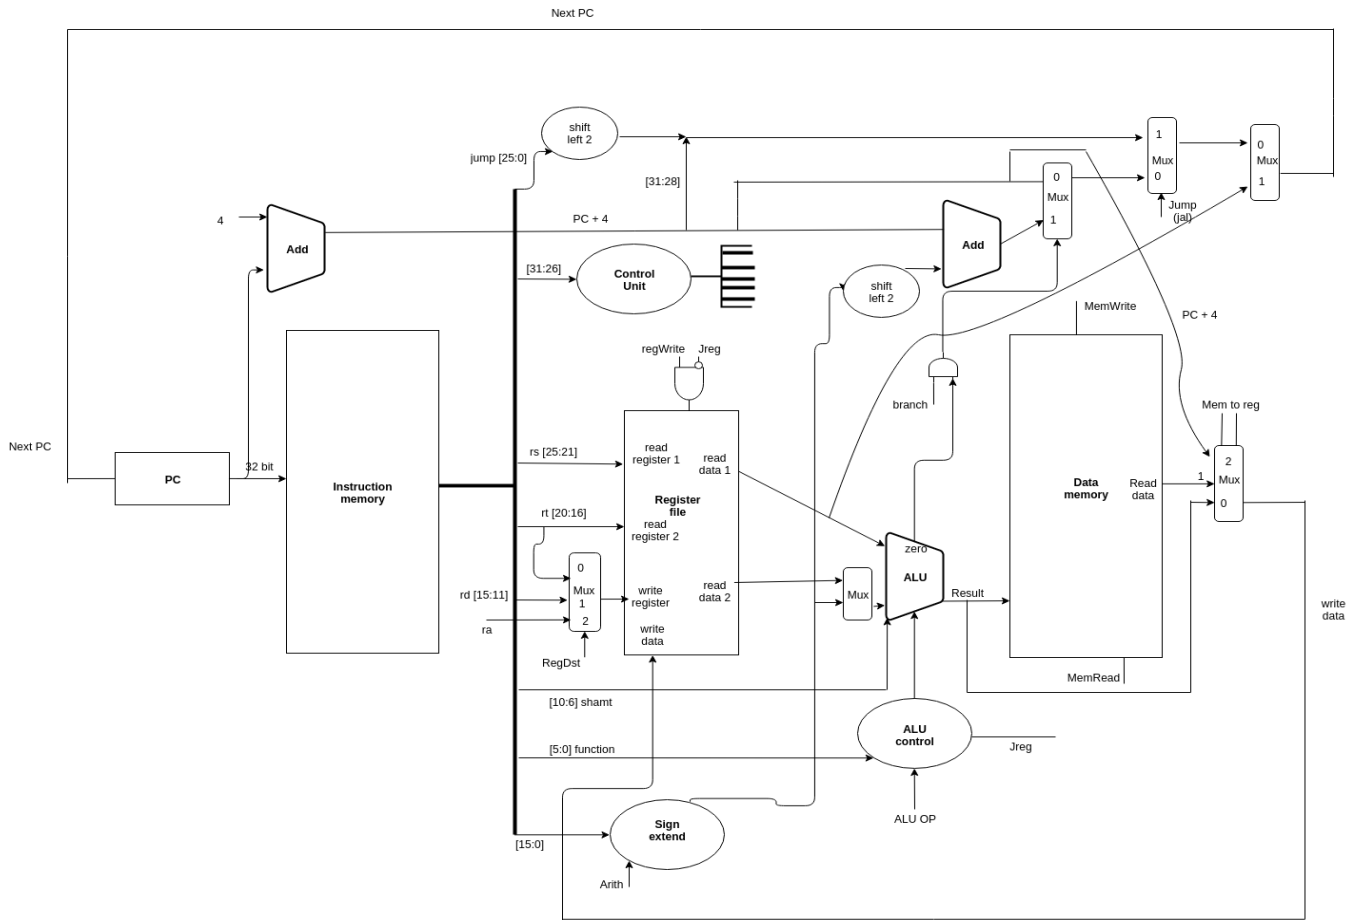 Next PC
shift
left 2
jump [25:0]
[31:28]
1
Mux
0
0
Mux
1
0
Mux
1
Jump
(jal)
4
Add
PC + 4
Add
[31:26]
Control
Unit
shift
left 2
MemWrite
PC + 4
regWrite
Jreg
branch
Mem to reg
Next PC
PC
32 bit
Instruction
memory
rs [25:21]
read
register 1
read
data 1
Register
file
rt [20:16]
read
register 2
Data
memory
Read
data
1
2
Mux
0
zero
ALU
0
Mux
1
2
rd [15:11]
ra
RegDst
write
register
write
data
read
data 2
Mux
Result
write
data
MemRead
[10:6] shamt
ALU
control
Jreg
[5:0] function
ALU OP
Sign
extend
[15:0]
Arith